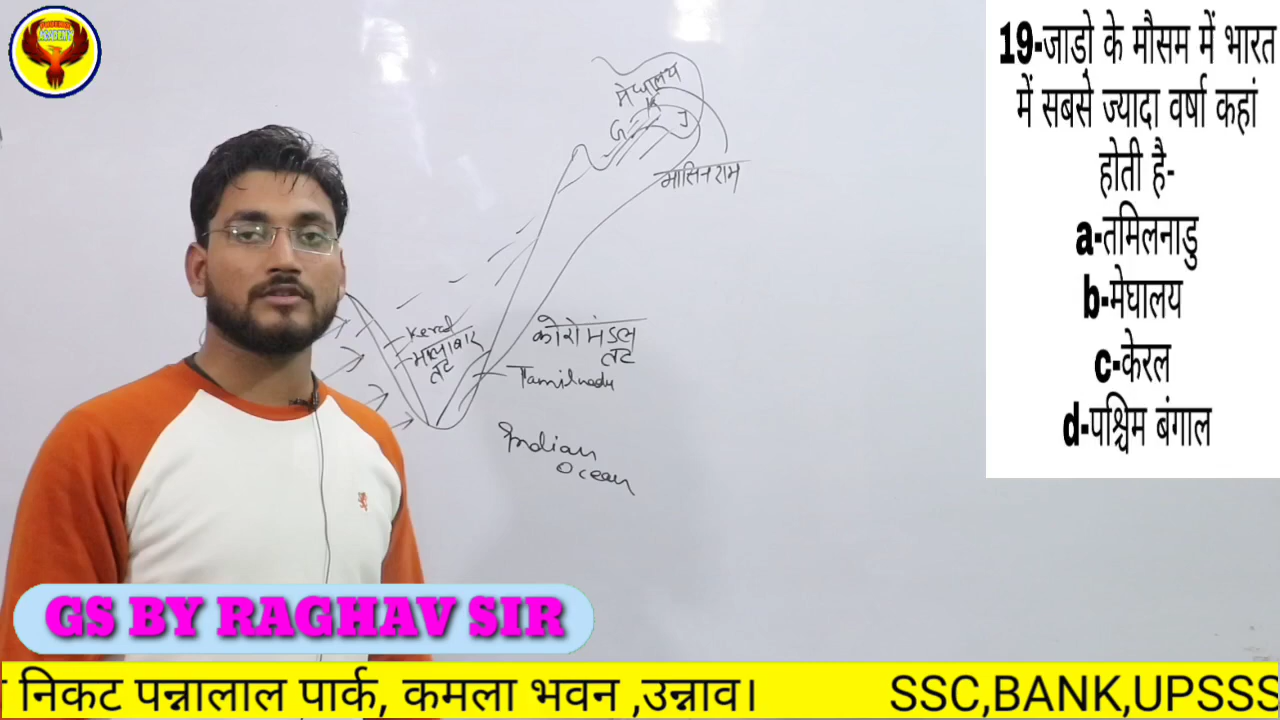 ACADEMY
19-जाड़ो के मौसम में भारत
में सबसे ज्यादा वर्षा कहां
होती है-
a-तमिलनाडु
b-मेघालय
c-केरल
d-पश्चिम बंगाल
मेघालय
G
K
J
मासिनराम
Keral
मालाबार
तट
कोरोमंडल
तट
Tamilnadu
Indian
Ocean
GS BY RAGHAV SIR
निकट पन्नालाल पार्क, कमला भवन ,उन्नाव। SSC,BANK,UPSSS